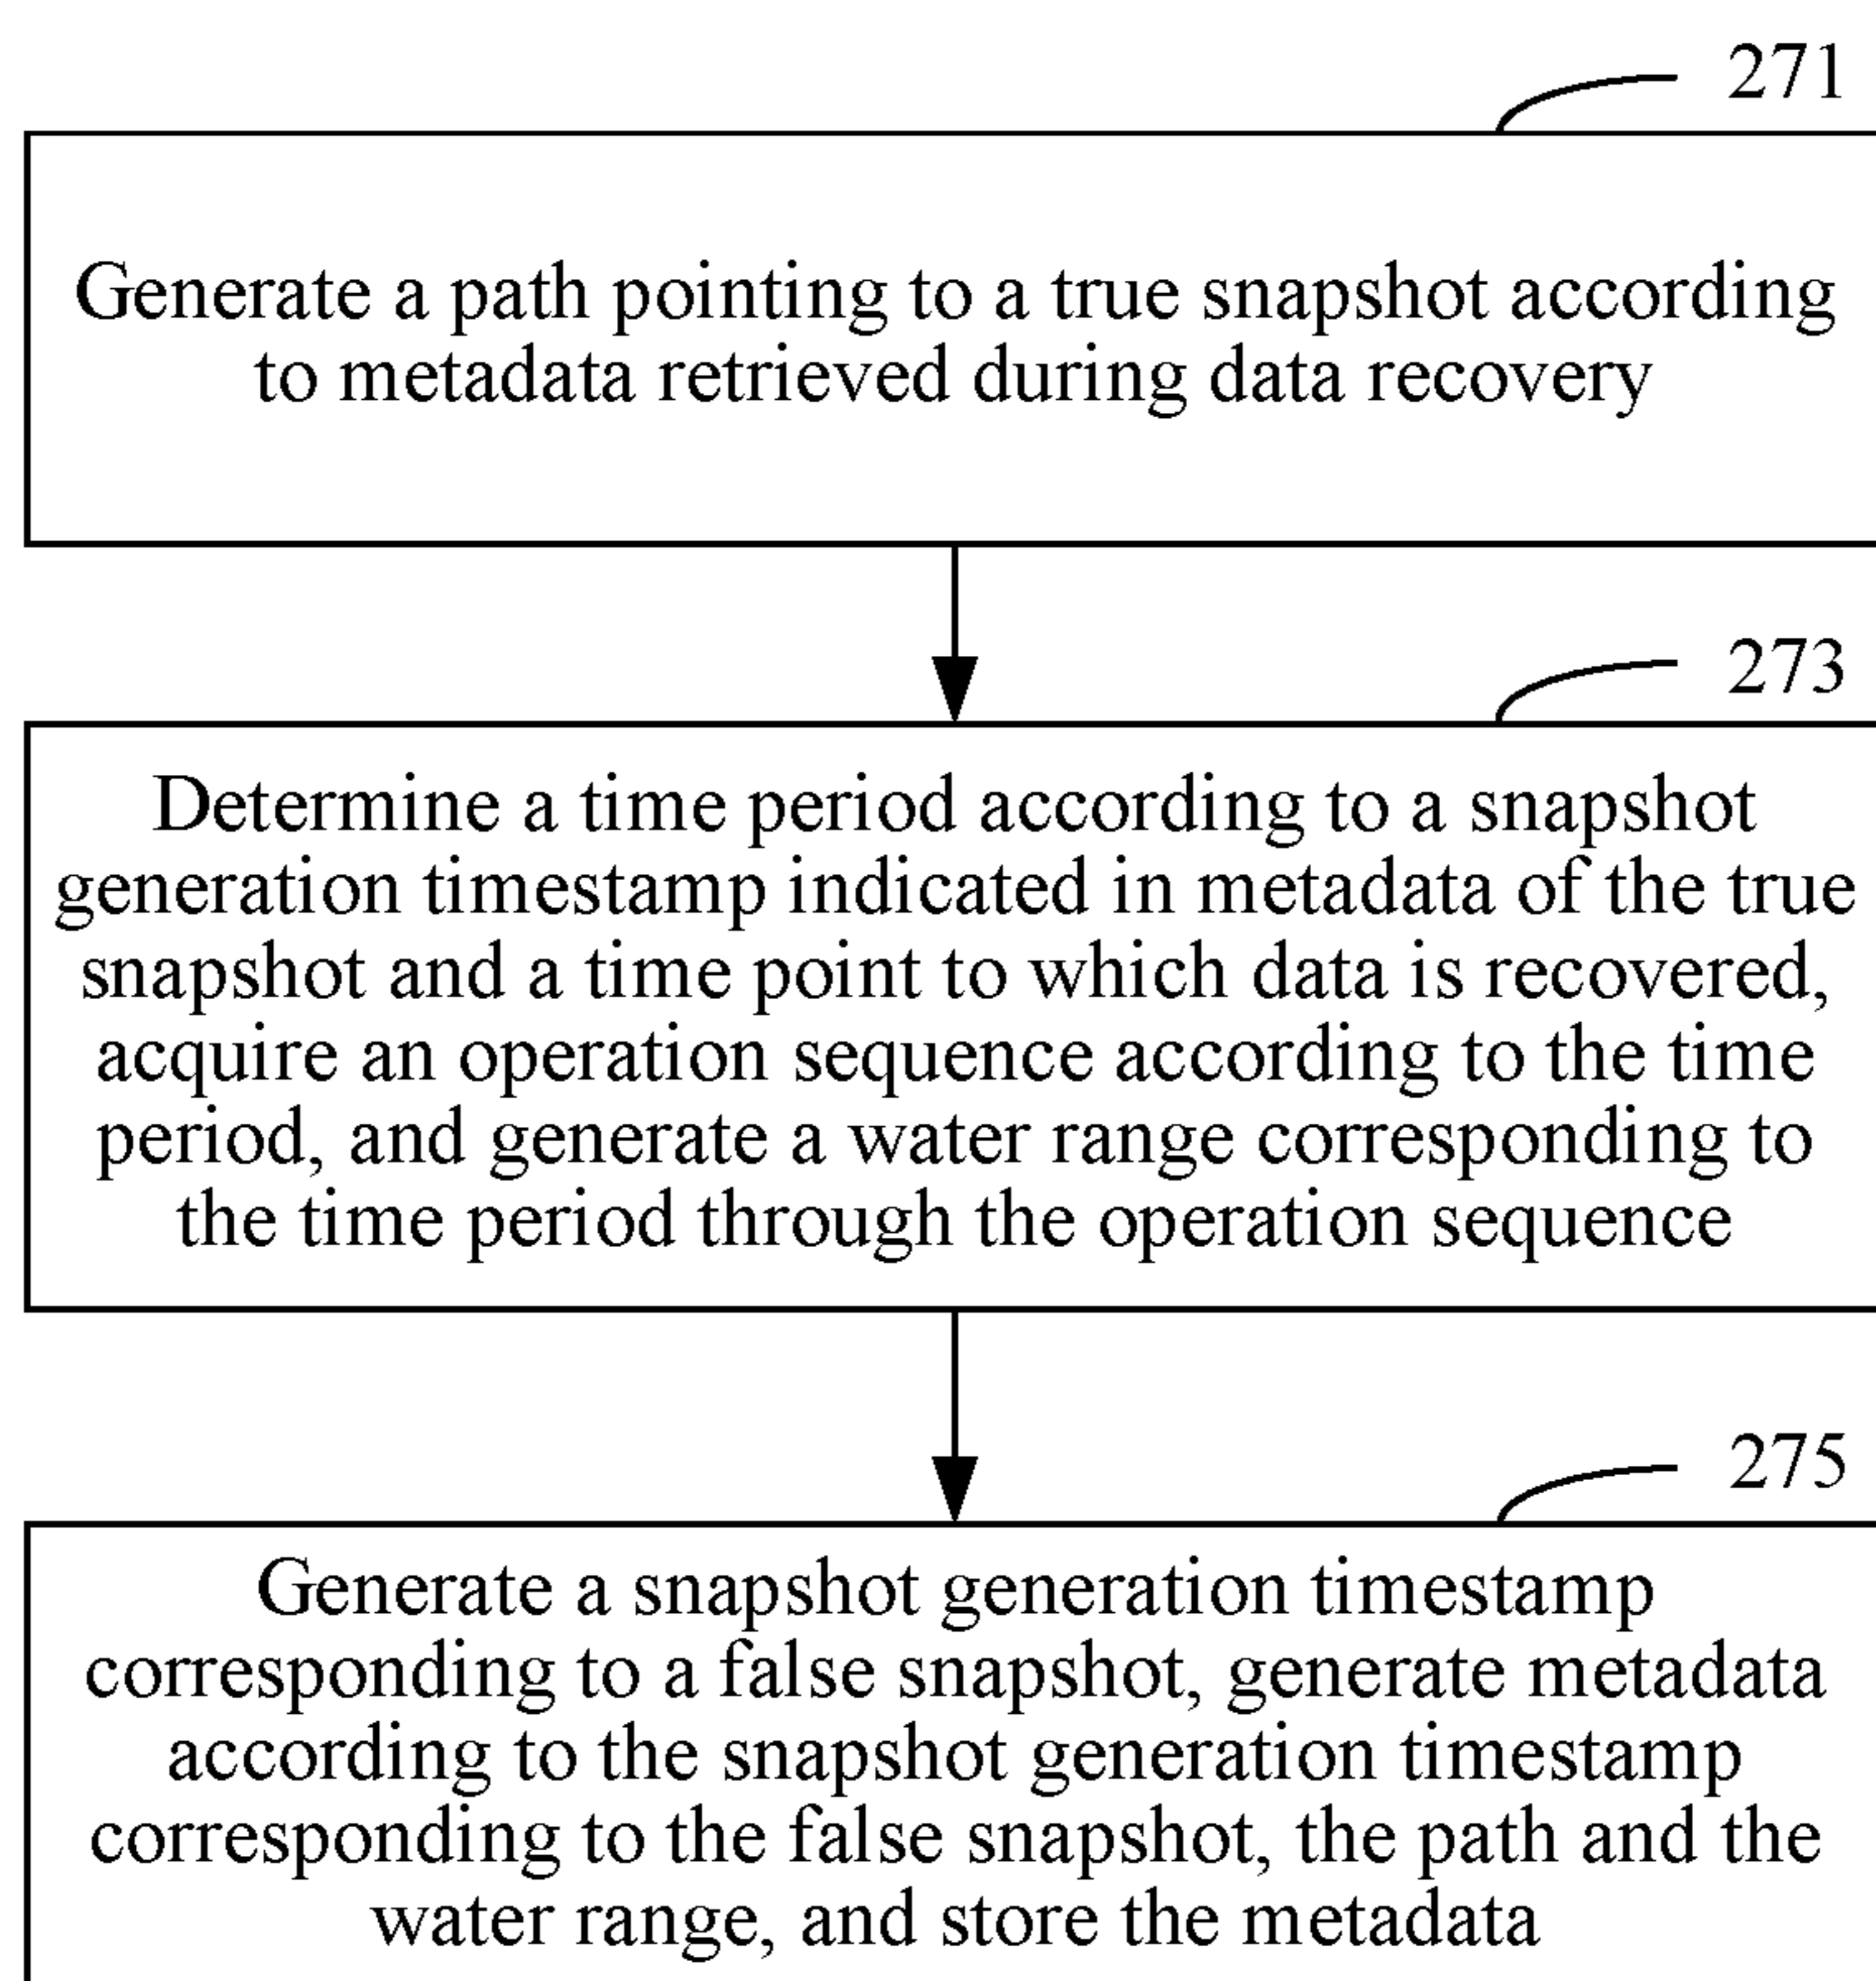 271
Generate a path pointing to a true snapshot according
to metadata retrieved during data recovery
273
Determine a time period according to a snapshot
generation timestamp indicated in metadata of the true
snapshot and a time point to which data is recovered,
acquire an operation sequence according to the time
period, and generate a water range corresponding to
the time period through the operation sequence
275
Generate a snapshot generation timestamp
corresponding to a false snapshot, generate metadata
according to the snapshot generation timestamp
corresponding to the false snapshot, the path and the
water range, and store the metadata